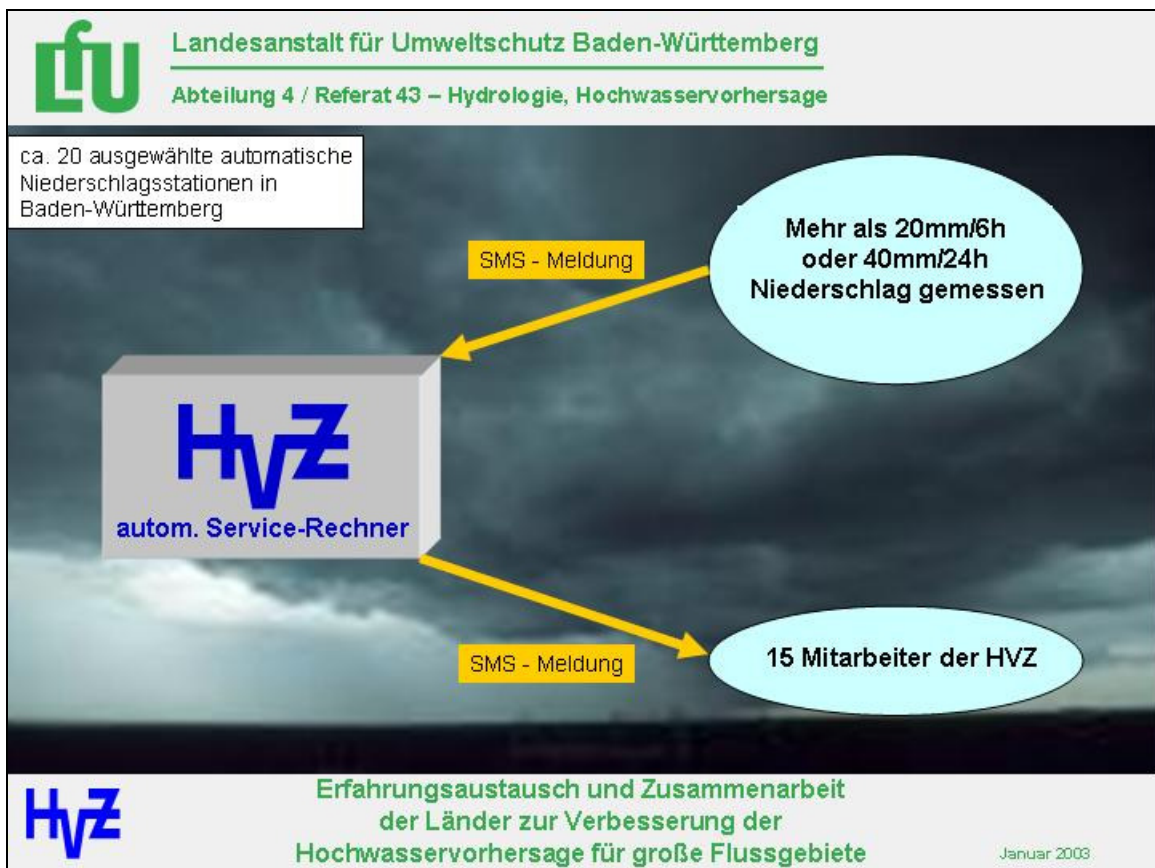 LfU
Landesanstalt für Umweltschutz Baden-Württemberg
Abteilung 4 / Referat 43 – Hydrologie, Hochwasservorhersage
ca. 20 ausgewählte automatische
Niederschlagsstationen in
Baden-Württemberg
Mehr als 20mm/6h
oder 40mm/24h
Niederschlag gemessen
SMS - Meldung
HVZ
autom. Service-Rechner
SMS - Meldung
15 Mitarbeiter der HVZ
HVZ
Erfahrungsaustausch und Zusammenarbeit
der Länder zur Verbesserung der
Hochwasservorhersage für große Flussgebiete
Januar 2003